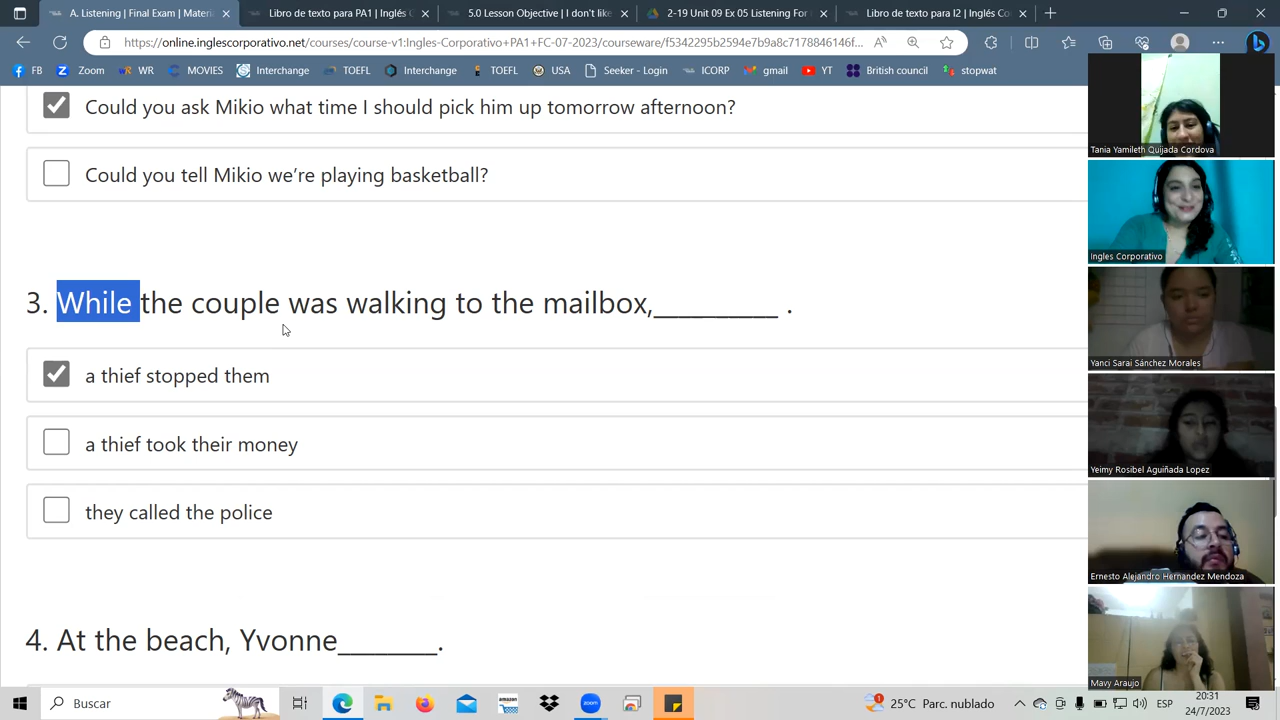 A. Listening | Final Exam | Materi
Libro de texto para PA1 | Inglés C
5.0 Lesson Objective | I don't like
2-19 Unit 03 Ex 05 Listening For
Libro de texto para I2 | Inglés Co
https://online.inglescorporativo.net/courses/course-v1:Ingles-Corporativo+PA1+FC-07-2023/courseware/f5342295b2594e7b9a8c7178846146f...
FB
Zoom
WR
MOVIES
Interchange
TOEFL
Interchange
TOEFL
USA
Seeker - Login
ICORP
gmail
YT
British council
stopwat
Could you ask Mikio what time I should pick him up tomorrow afternoon?
Could you tell Mikio we're playing basketball?
3. While the couple was walking to the mailbox,__________ .
a thief stopped them
a thief took their money
they called the police
4. At the beach, Yvonne________.
Tania Yamileth Quijada Cordova
Ingles Corporativo
Yanci Sarai Sánchez Morales
Yeimy Rosibel Aguiñada Lopez
Ernesto Alejandro Hernandez Mendoza
Mavy Araujo
Buscar
amazon
zoom
1
25°C Parc. nublado
ESP
20:31
24/7/2023